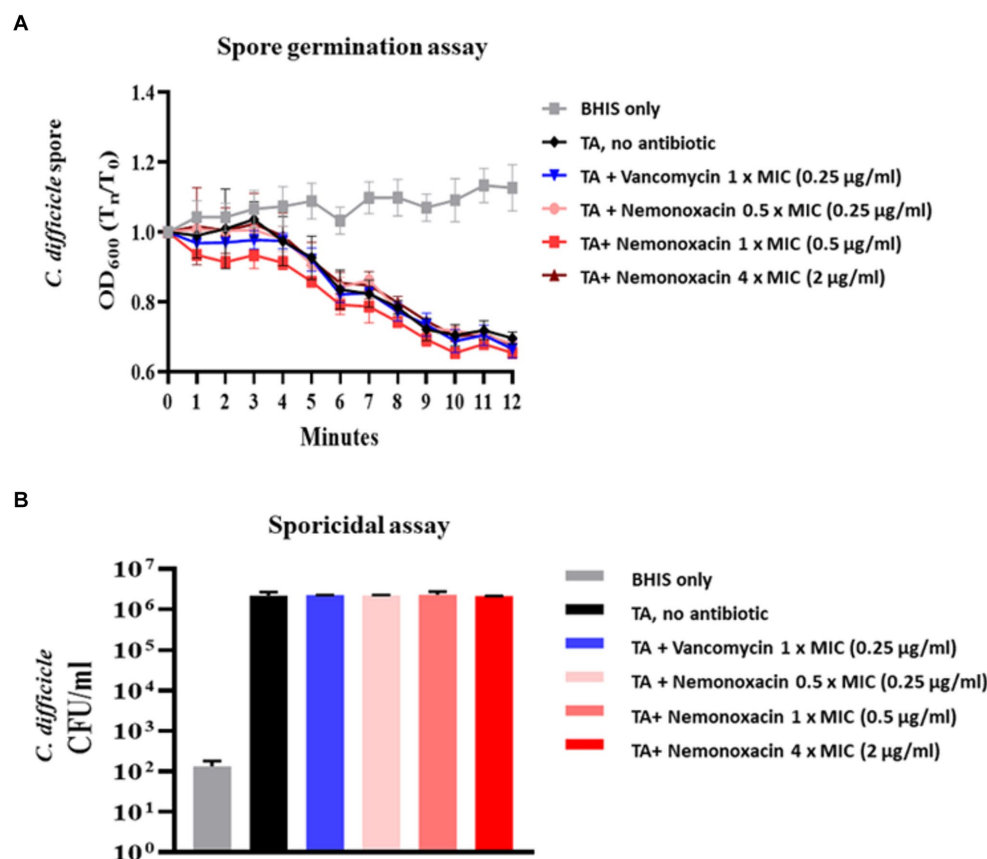 A
Spore germination assay
C. difficicle spore
OD600 (Tn/T0)
1.4
1.2
1.0
0.8
0.6
0 1 2 3 4 5 6 7 8 9 10 11 12
Minutes
BHIS only
TA, no antibiotic
TA + Vancomycin 1 x MIC (0.25 µg/ml)
TA + Nemonoxacin 0.5 x MIC (0.25 µg/ml)
TA+ Nemonoxacin 1 x MIC (0.5 µg/ml)
TA+ Nemonoxacin 4 x MIC (2 µg/ml)
B
Sporicidal assay
C. difficicle
CFU/ml
10⁷
10⁶
10⁵
10⁴
10³
10²
10¹
10⁰
BHIS only
TA, no antibiotic
TA + Vancomycin 1 x MIC (0.25 µg/ml)
TA + Nemonoxacin 0.5 x MIC (0.25 µg/ml)
TA+ Nemonoxacin 1 x MIC (0.5 µg/ml)
TA+ Nemonoxacin 4 x MIC (2 µg/ml)